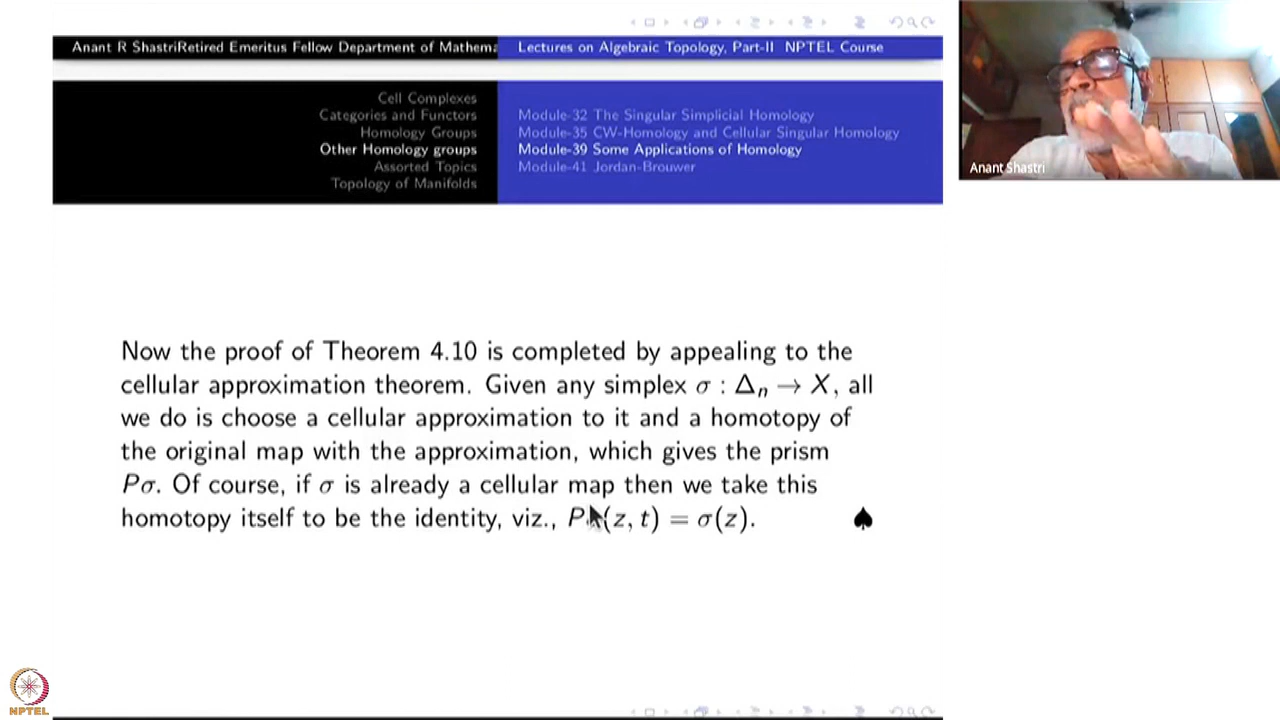 Anant R ShastriRetired Emeritus Fellow Department of Mathema
Lectures on Algebraic Topology, Part-II NPTEL Course
Cell Complexes
Categories and Functors
Homology Groups
Other Homology groups
Assorted Topics
Topology of Manifolds
Module-32 The Singular Simplicial Homology
Module-35 CW-Homology and Cellular Singular Homology
Module-39 Some Applications of Homology
Module-41 Jordan-Brouwer
Anant Shastri
Now the proof of Theorem 4.10 is completed by appealing to the
cellular approximation theorem. Given any simplex σ : Δₙ → X, all
we do is choose a cellular approximation to it and a homotopy of
the original map with the approximation, which gives the prism
Pσ. Of course, if σ is already a cellular map then we take this
homotopy itself to be the identity, viz., P (z, t) = σ(z). ♠
NPTEL